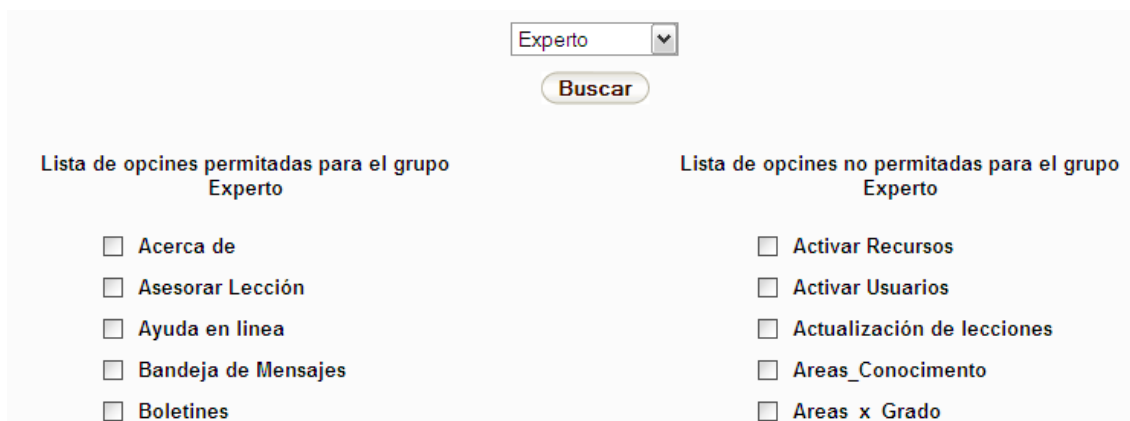 Experto
Buscar
Lista de opcines permitadas para el grupo
Experto
Acerca de
Asesorar Lección
Ayuda en linea
Bandeja de Mensajes
Boletines
Lista de opcines no permitadas para el grupo
Experto
Activar Recursos
Activar Usuarios
Actualización de lecciones
Areas_Conocimento
Areas_x_Grado